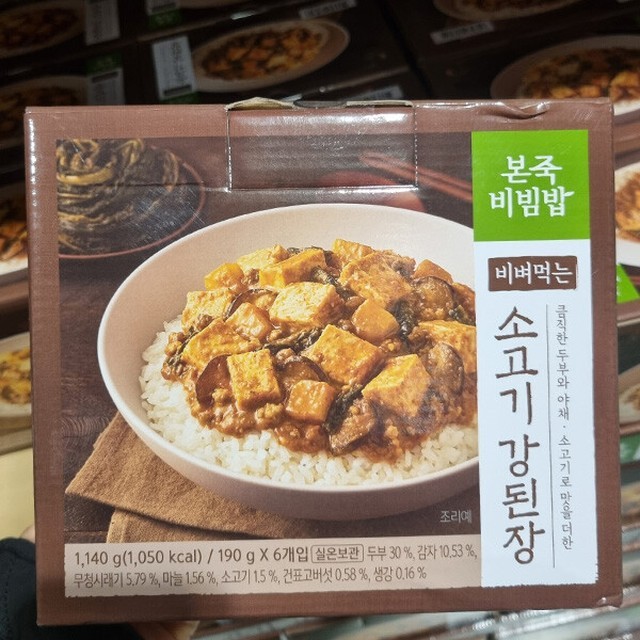 본죽
비빔밥
비벼먹는
소고기 강된장
큼직한 두부와 야채·소고기로 맛을 더한
조리예
1,140 g(1,050 kcal) / 190 g X 6개입 실온보관 두부 30 %, 감자 10.53 %,
무청시래기 5.79 %, 마늘 1.56 %, 소고기 1.5 %, 건표고버섯 0.58 %, 생강 0.16 %